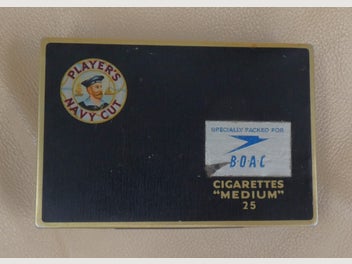 PLAYER'S
NAVY CUT
SPECIALLY PACKED FOR
BOAC
CIGARETTES
"MEDIUM"
25